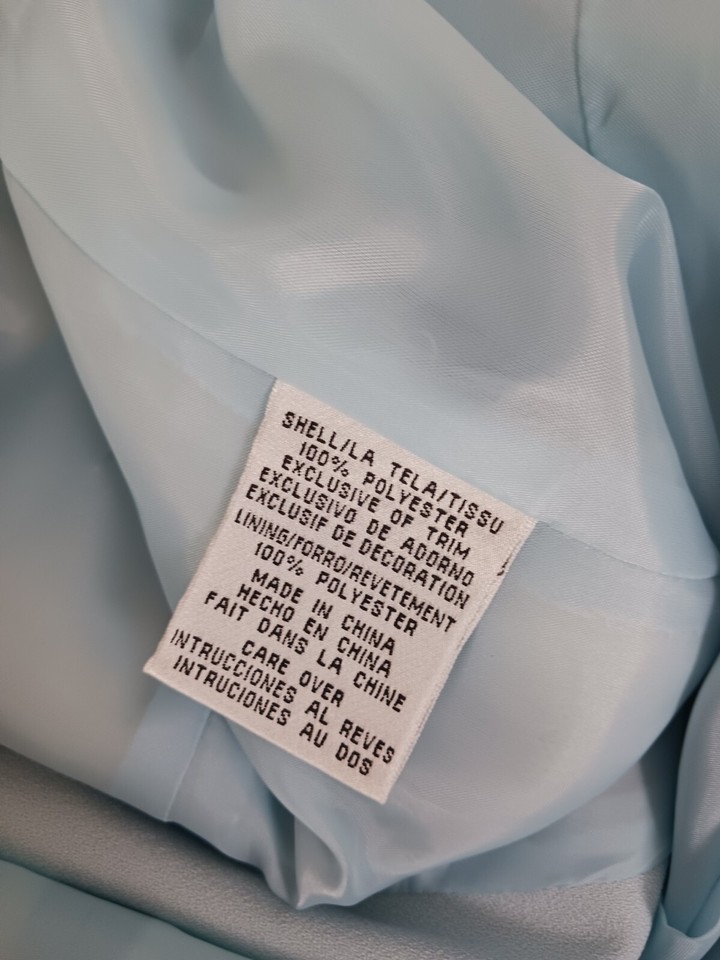 SHELL/LA TELA/TISSU
100% POLYESTER
EXCLUSIVE OF TRIM
EXCLUSIVO DE ADORNO
EXCLUSIF DE DECORATION
LINING/FORRO/REVETEMENT
100% POLYESTER
MADE IN CHINA
HECHO EN CHINA
FAIT DANS LA CHINE
CARE OVER
INTRUCCIONES AL REVES
INTRUCIONES AU DOS